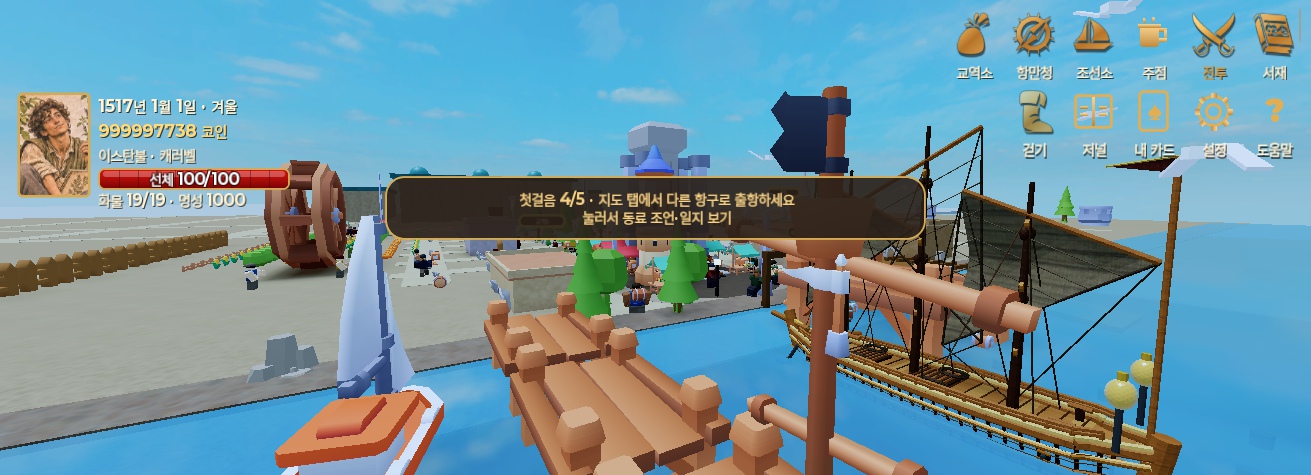 1517년 1월 1일 · 겨울
999997738 코인
이스탄불 · 캐러벨
선체 100/100
화물 19/19 · 명성 1000
첫걸음 4/5 · 지도 탭에서 다른 항구로 출항하세요
눌러서 동료 조언·일지 보기
교역소 항만청 조선소 주점 전투 서재
걷기 저널 내 카드 설정 도움말